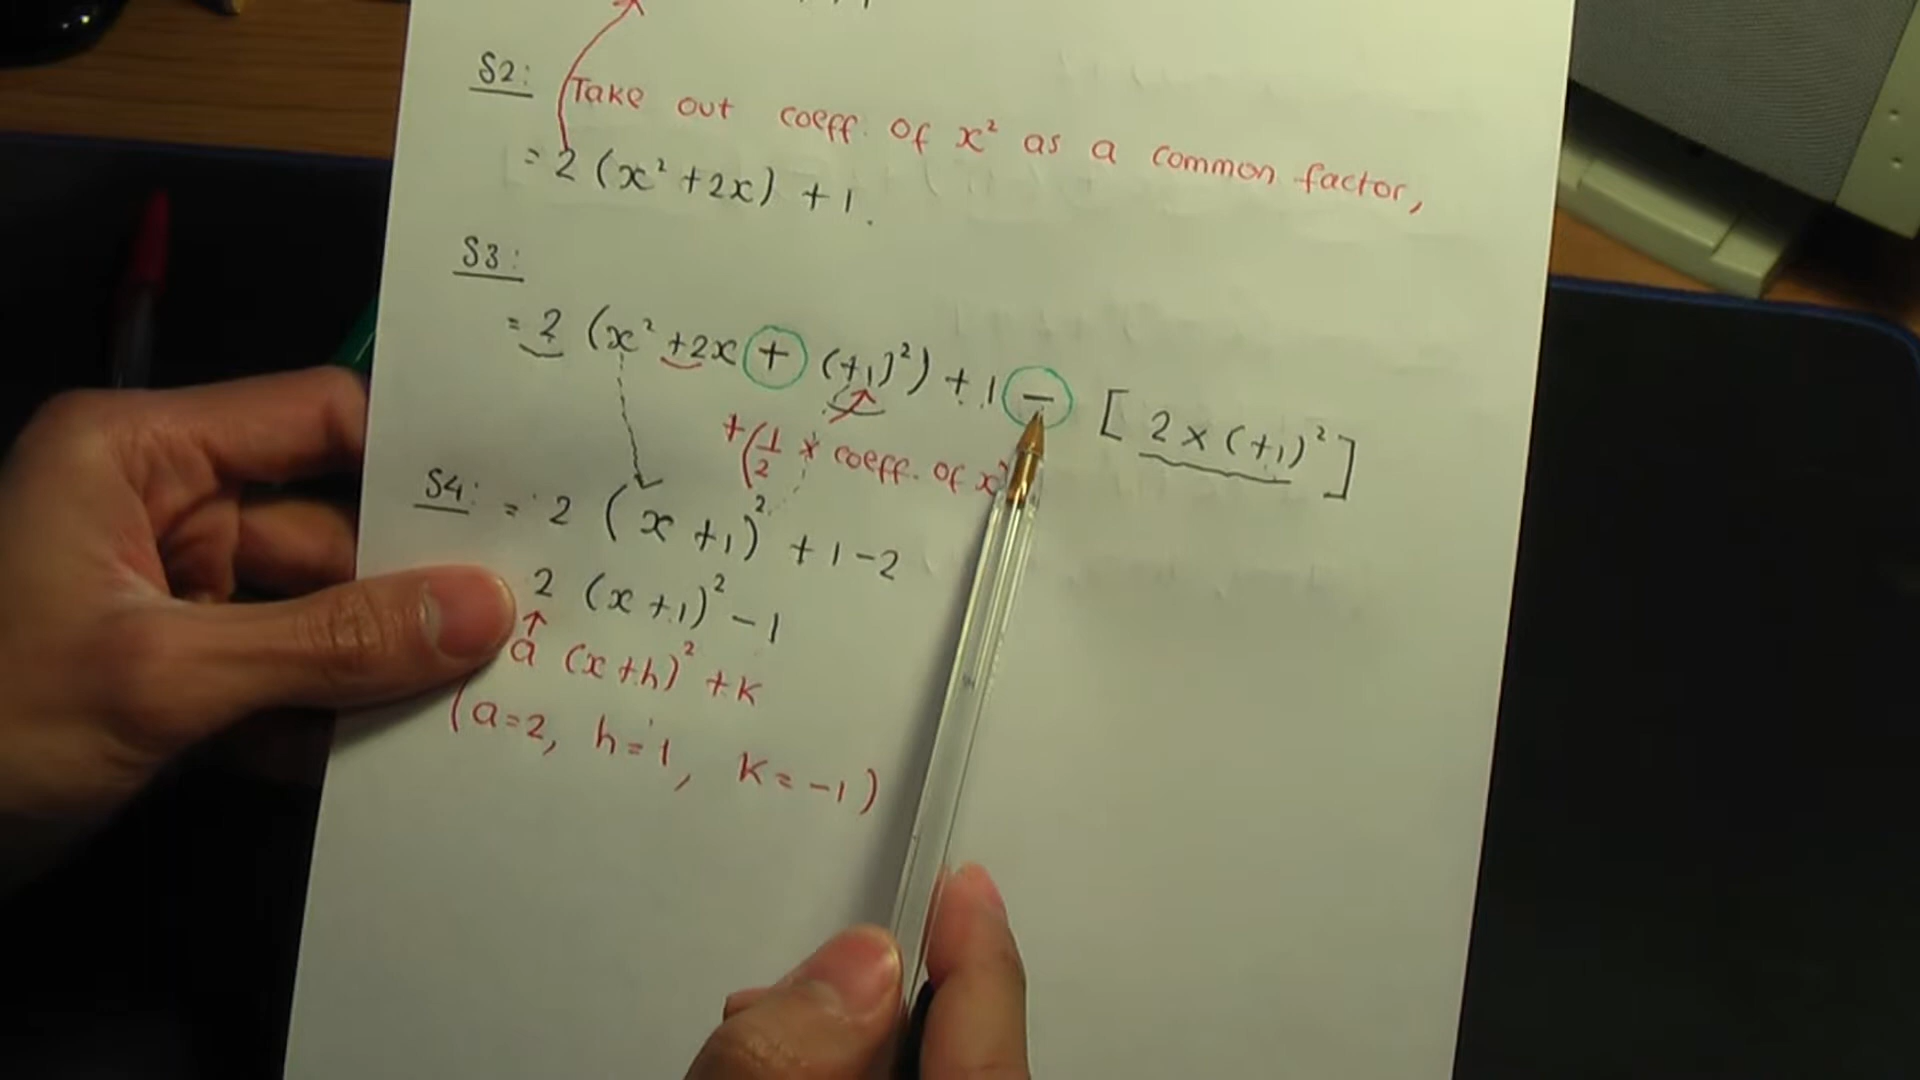 S2: Take out coeff. of x² as a common factor,
= 2 (x² + 2x) + 1.
S3:
= 2 (x² +2x + (+1)²) + 1 - [ 2 × (+1)² ]
+(1/2 * coeff. of x
S4: = 2 (x +1)² + 1 - 2
2 (x +1)² - 1
a (x +h)² + k
(a=2, h=1, k=-1)